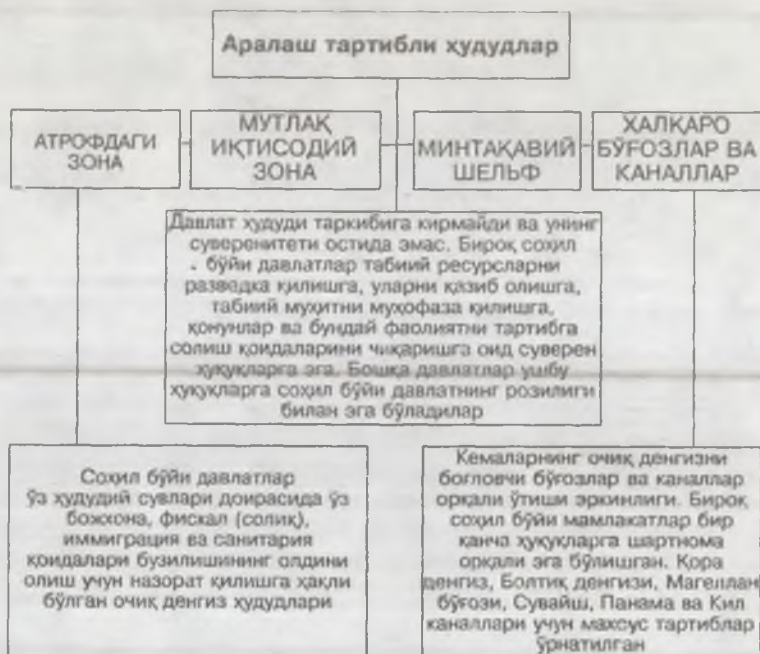 Аралаш тартибли ҳудудлар
АТРОФДАГИ
ЗОНА
МУТЛАҚ
ИҚТИСОДИЙ
ЗОНА
МИНТАҚАВИЙ
ШЕЛЬФ
ХАЛҚАРО
БЎҒОЗЛАР ВА
КАНАЛЛАР
Давлат ҳудуди таркибига кирмайди ва унинг
суверенитети остида эмас. Бироқ соҳил
бўйи давлатлар табиий ресурсларни
разведка қилишга, уларни қазиб олишга,
табиий муҳитни муҳофаза қилишга,
қонунлар ва бундай фаолиятни тартибга
солиш қоидаларини чиқаришга оид суверен
ҳуқуқларга эга. Бошқа давлатлар ушбу
ҳуқуқларга соҳил бўйи давлатнинг розилиги
билан эга бўладилар
Соҳил бўйи давлатлар
ўз ҳудудий сувлари доирасида ўз
божхона, фискал (солиқ),
иммиграция ва санитария
қоидалари бузилишининг олдини
олиш учун назорат қилишга ҳақли
бўлган очиқ денгиз ҳудудлари
Кемаларнинг очиқ денгизни
боғловчи бўғозлар ва каналлар
орқали ўтиши эркинлиги. Бироқ
соҳил бўйи мамлакатлар бир
қанча ҳуқуқларга шартнома
орқали эга бўлишган. Қора
денгиз, Болтиқ денгизи, Магеллан
бўғози, Сувайш, Панама ва Кил
каналлари учун махсус тартиблар
ўрнатилган